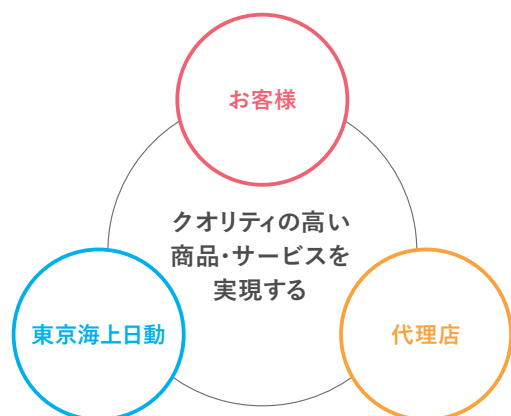 お客様
クオリティの高い
商品・サービスを
実現する
東京海上日動
代理店